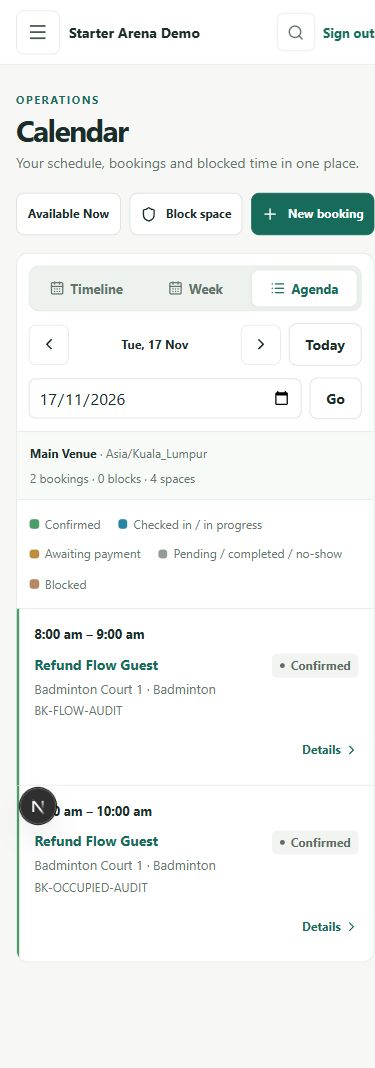 Starter Arena Demo
Sign out
OPERATIONS
Calendar
Your schedule, bookings and blocked time in one place.
Available Now
Block space
New booking
Timeline
Week
Agenda
Tue, 17 Nov
Today
17/11/2026
Go
Main Venue · Asia/Kuala_Lumpur
2 bookings · 0 blocks · 4 spaces
Confirmed
Checked in / in progress
Awaiting payment
Pending / completed / no-show
Blocked
8:00 am – 9:00 am
Refund Flow Guest
Confirmed
Badminton Court 1 · Badminton
BK-FLOW-AUDIT
Details
N
am – 10:00 am
Refund Flow Guest
Confirmed
Badminton Court 1 · Badminton
BK-OCCUPIED-AUDIT
Details